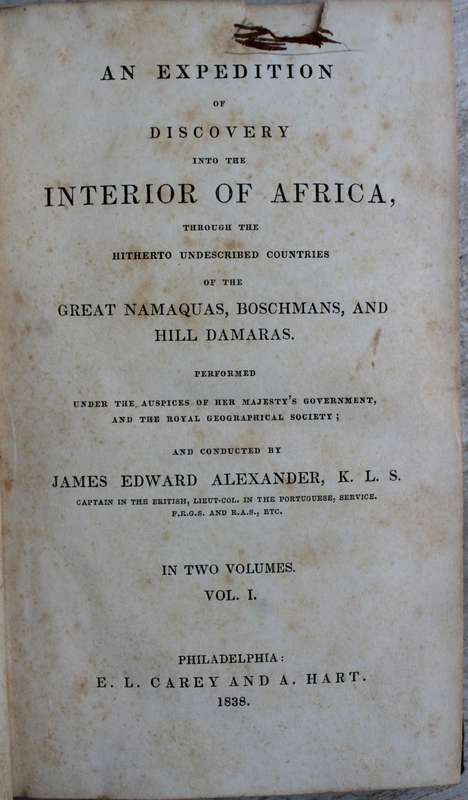 AN EXPEDITION
OF
DISCOVERY
INTO THE
INTERIOR OF AFRICA,
THROUGH THE
HITHERTO UNDESCRIBED COUNTRIES
OF THE
GREAT NAMAQUAS, BOSCHMANS, AND
HILL DAMARAS.
PERFORMED
UNDER THE AUSPICES OF HER MAJESTY'S GOVERNMENT,
AND THE ROYAL GEOGRAPHICAL SOCIETY;
AND CONDUCTED BY
JAMES EDWARD ALEXANDER, K. L. S.
CAPTAIN IN THE BRITISH, LIEUT-COL. IN THE PORTUGUESE, SERVICE.
F.R.G.S. AND R.A.S., ETC.
IN TWO VOLUMES.
VOL. I.
PHILADELPHIA:
E. L. CAREY AND A. HART.
1838.